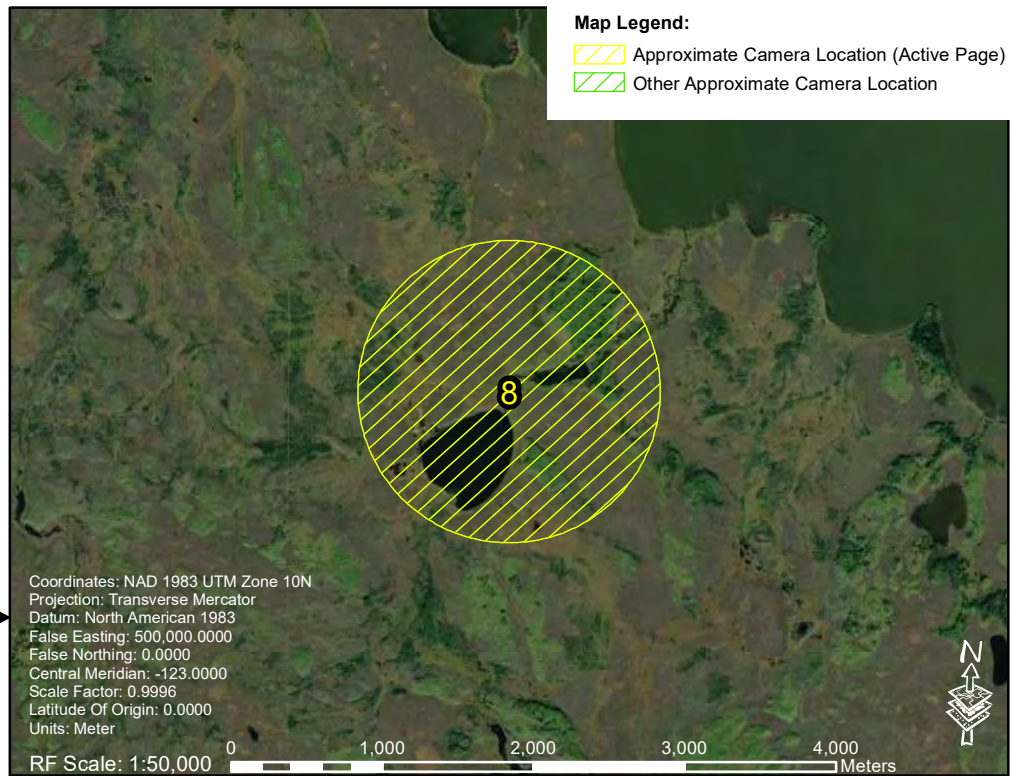 Map Legend:
Approximate Camera Location (Active Page)
Other Approximate Camera Location
8
Coordinates: NAD 1983 UTM Zone 10N
Projection: Transverse Mercator
Datum: North American 1983
False Easting: 500,000.0000
False Northing: 0.0000
Central Meridian: -123.0000
Scale Factor: 0.9996
Latitude Of Origin: 0.0000
Units: Meter
RF Scale: 1:50,000
0 1,000 2,000 3,000 4,000
Meters
N